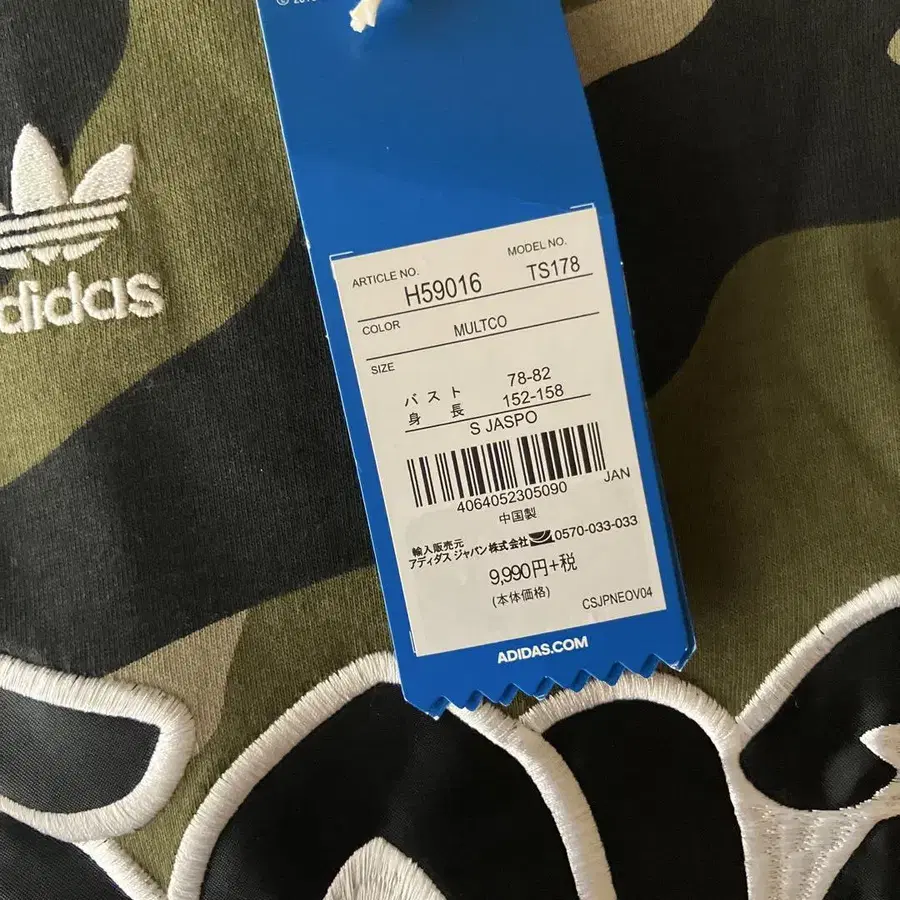 adidas
ARTICLE NO. MODEL NO.
H59016 TS178
COLOR MULTCO
SIZE
バスト 78-82
身長 152-158
S JASPO
4064052305090 JAN
中国製
輸入販売元
アディダス ジャパン株式会社 0570-033-033
9,990円+税
(本体価格)
CSJPNEOV04
ADIDAS.COM